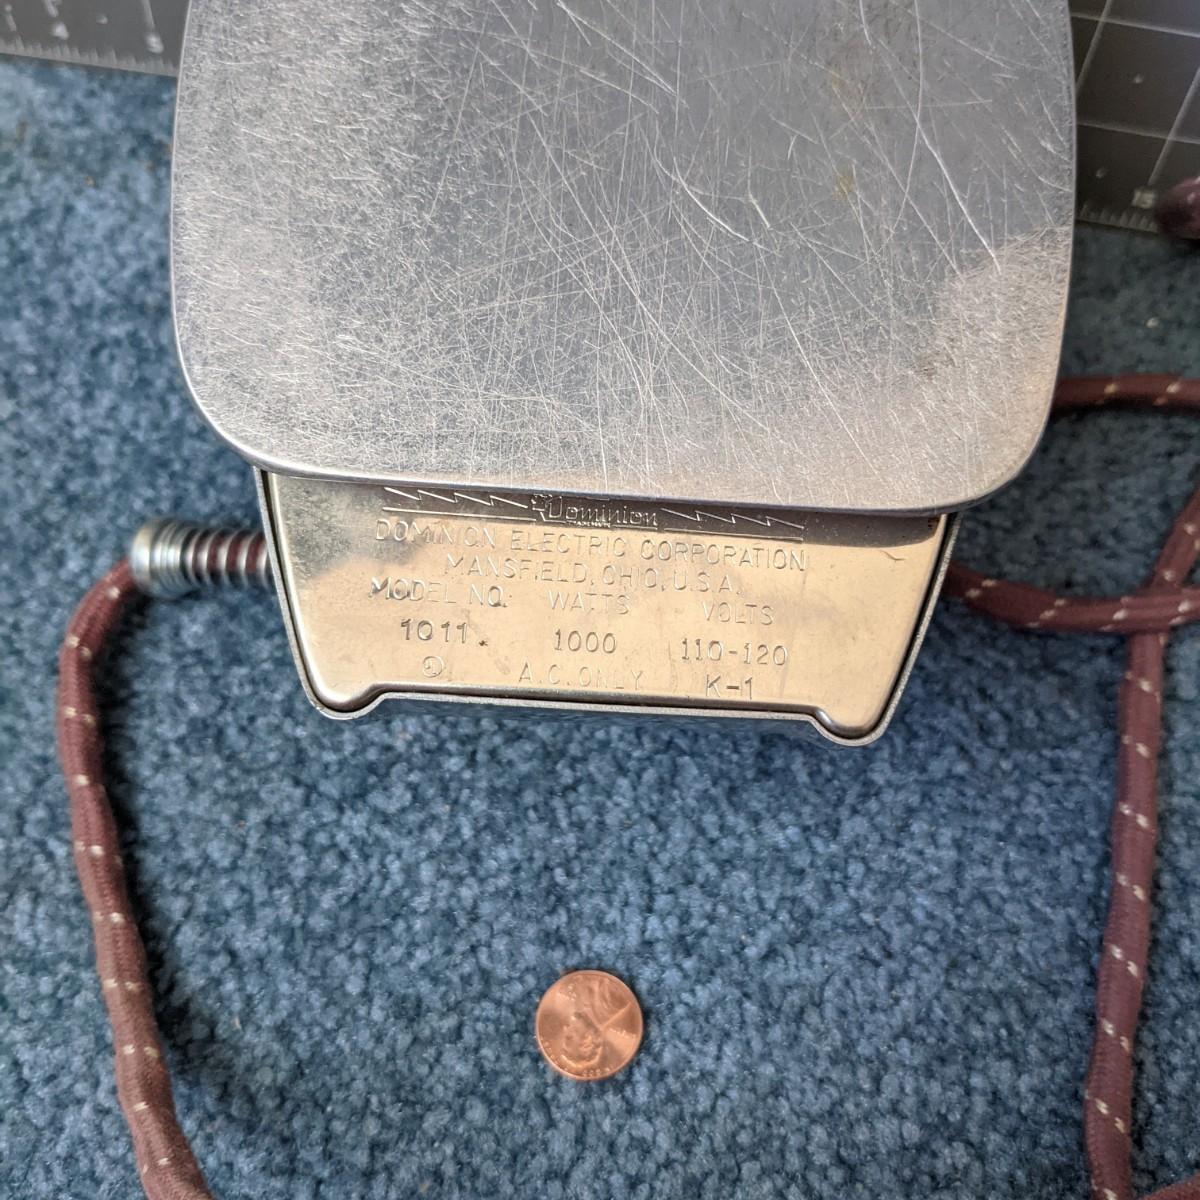 Dominion
DOMINION ELECTRIC CORPORATION
MANSFIELD, OHIO, U.S.A.
MODEL NO. WATTS VOLTS
1011 1000 110-120
A.C. ONLY K-1